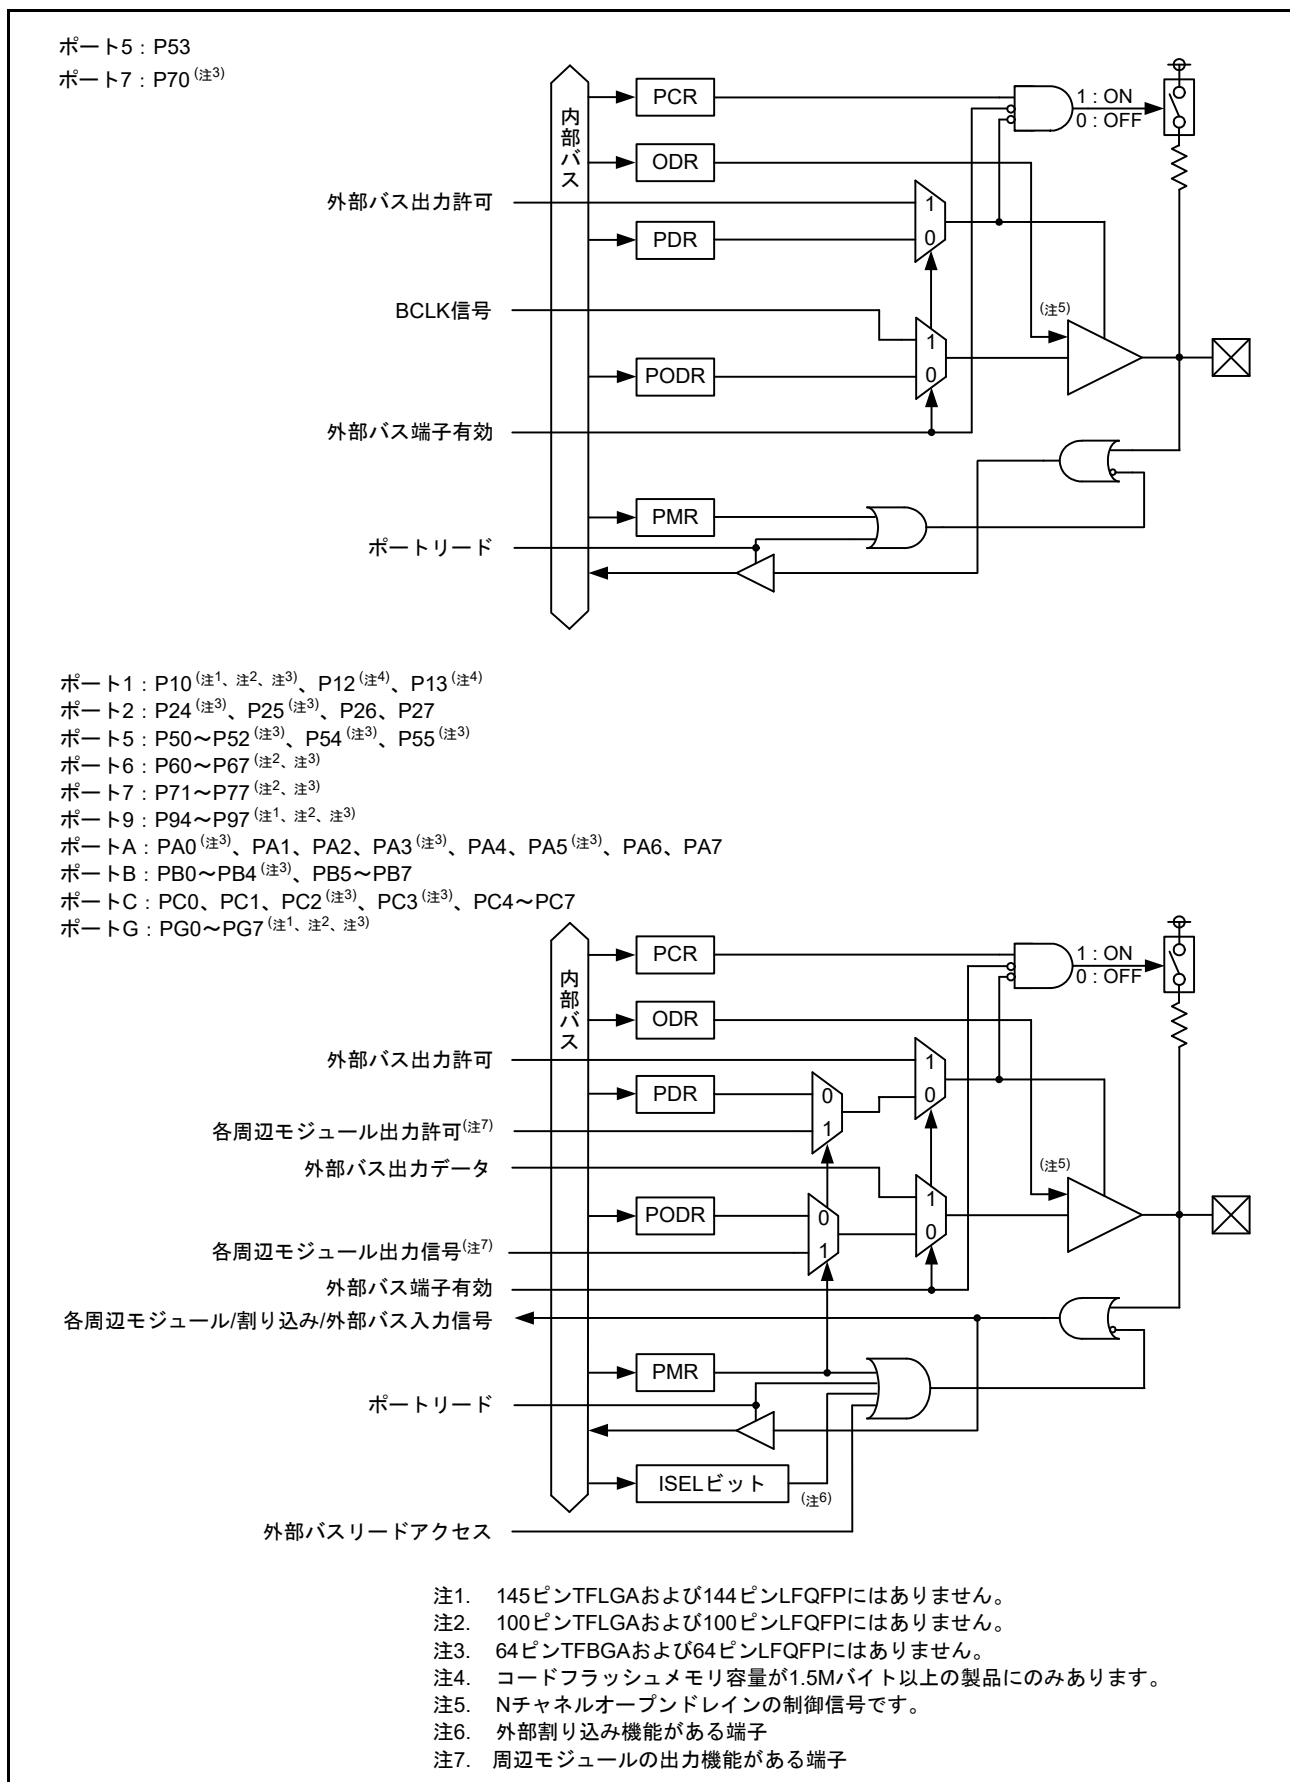 ポート5 : P53
ポート7 : P70 (注3)
内部バス
PCR
1 : ON
0 : OFF
ODR
外部バス出力許可
1
PDR
0
BCLK信号
(注5)
1
PODR
0
外部バス端子有効
PMR
ポートリード
ポート1 : P10 (注1、注2、注3)、P12 (注4)、P13 (注4)
ポート2 : P24 (注3)、P25 (注3)、P26、P27
ポート5 : P50～P52 (注3)、P54 (注3)、P55 (注3)
ポート6 : P60～P67 (注2、注3)
ポート7 : P71～P77 (注2、注3)
ポート9 : P94～P97 (注1、注2、注3)
ポートA : PA0 (注3)、PA1、PA2、PA3 (注3)、PA4、PA5 (注3)、PA6、PA7
ポートB : PB0～PB4 (注3)、PB5～PB7
ポートC : PC0、PC1、PC2 (注3)、PC3 (注3)、PC4～PC7
ポートG : PG0～PG7 (注1、注2、注3)
内部バス
PCR
1 : ON
0 : OFF
ODR
外部バス出力許可
1
PDR
0
0
各周辺モジュール出力許可(注7)
1
外部バス出力データ
(注5)
1
PODR
0
0
各周辺モジュール出力信号(注7)
1
外部バス端子有効
各周辺モジュール/割り込み/外部バス入力信号
PMR
ポートリード
ISELビット
(注6)
外部バスリードアクセス
注1. 145ピンTFLGAおよび144ピンLFQFPにはありません。
注2. 100ピンTFLGAおよび100ピンLFQFPにはありません。
注3. 64ピンTFBGAおよび64ピンLFQFPにはありません。
注4. コードフラッシュメモリ容量が1.5Mバイト以上の製品にのみあります。
注5. Nチャネルオープンドレインの制御信号です。
注6. 外部割り込み機能がある端子
注7. 周辺モジュールの出力機能がある端子